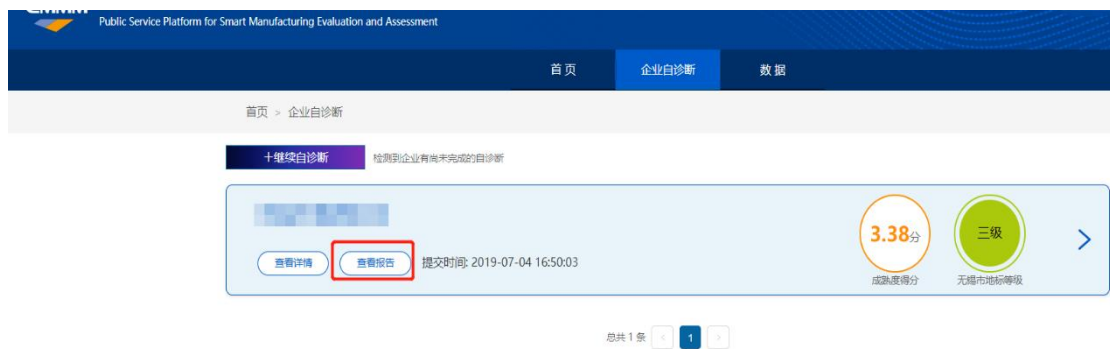 Public Service Platform for Smart Manufacturing Evaluation and Assessment
首页 企业自诊断 数据
首页 > 企业自诊断
十继续自诊断 检测到企业有尚未完成的自诊断
3.38分 三级
查看详情 查看报告 提交时间: 2019-07-04 16:50:03
成熟度得分 无锡市地标等级
总共 1 条 < 1 >